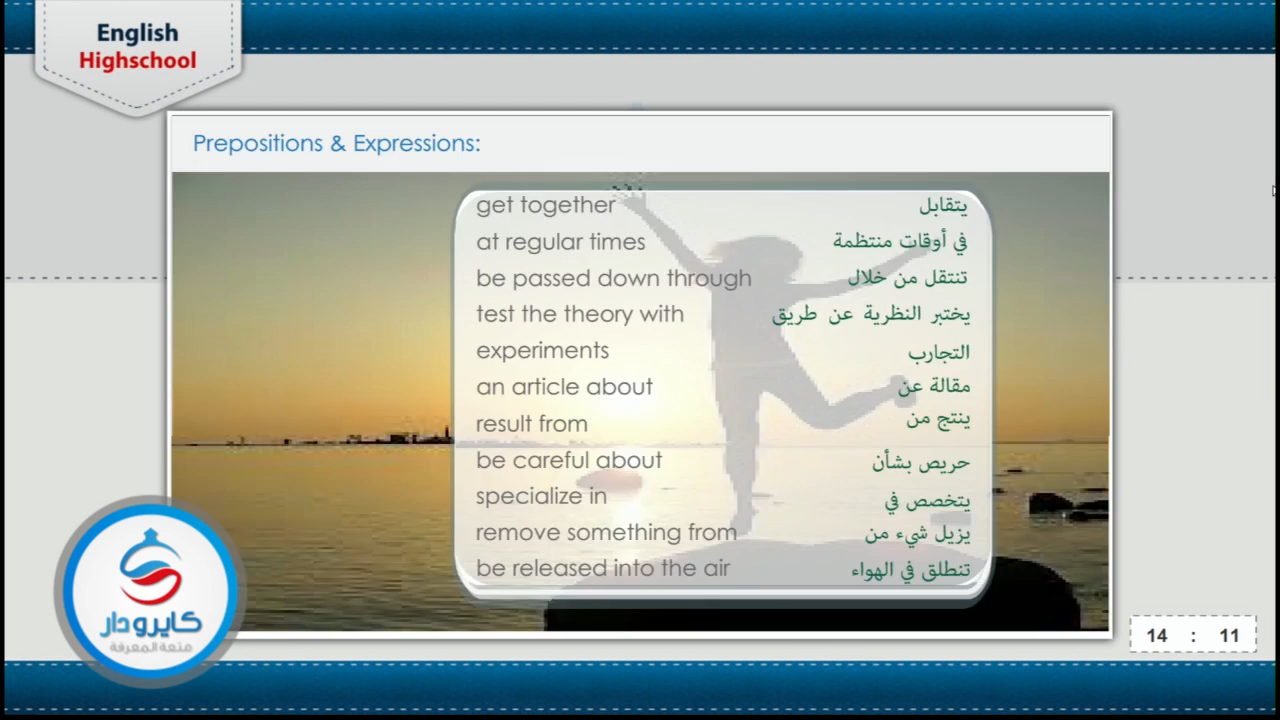 English
Highschool
Prepositions & Expressions:
get together يتقابل
at regular times في أوقات منتظمة
be passed down through تنتقل من خلال
test the theory with يختبر النظرية عن طريق
experiments التجارب
an article about مقالة عن
result from ينتج من
be careful about حريص بشأن
specialize in يتخصص في
remove something from يزيل شيء من
be released into the air تنطلق في الهواء
كايرودار
متعة المعرفة
14 : 11